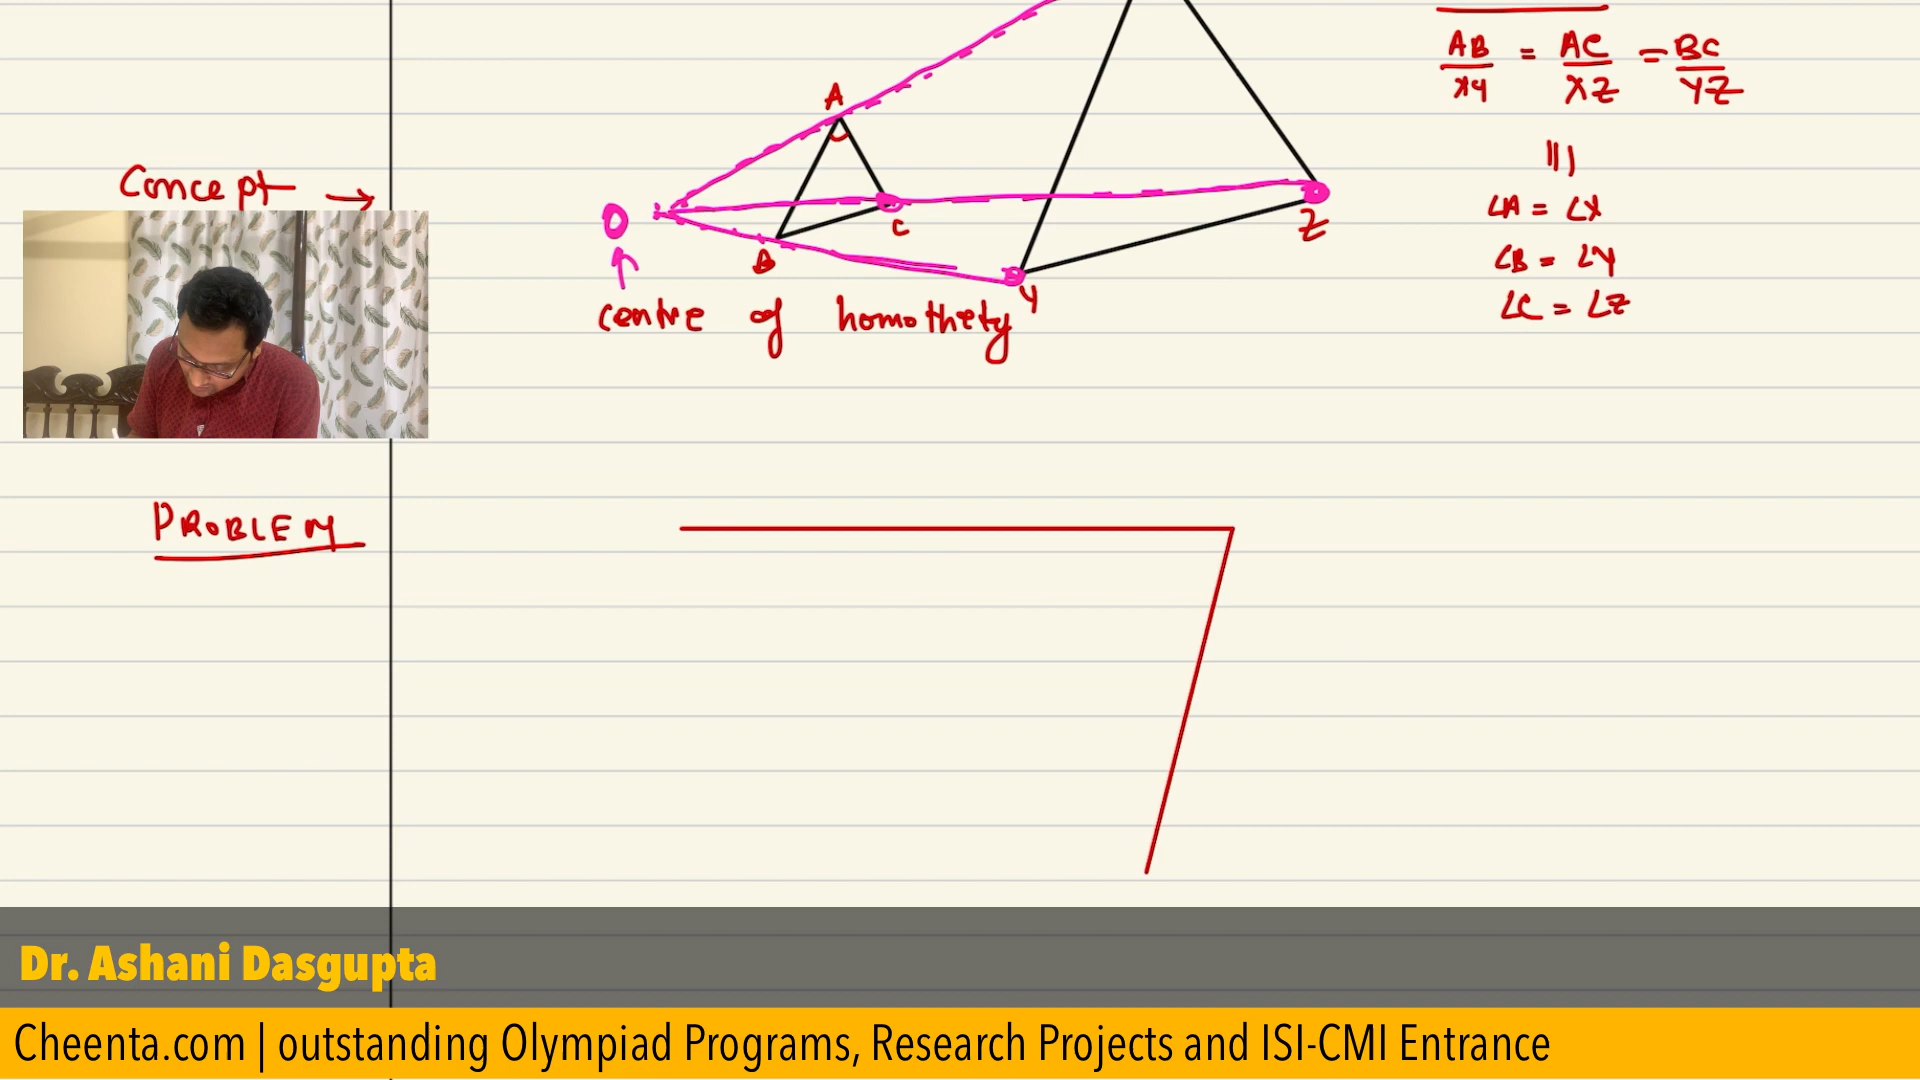 AB/XY = AC/XZ = BC/YZ
A
|||
Concept →
∠A = ∠X
O
C
Z
B
∠B = ∠Y
Y
∠C = ∠Z
centre of homothety
PROBLEM
Dr. Ashani Dasgupta
Cheenta.com | outstanding Olympiad Programs, Research Projects and ISI-CMI Entrance